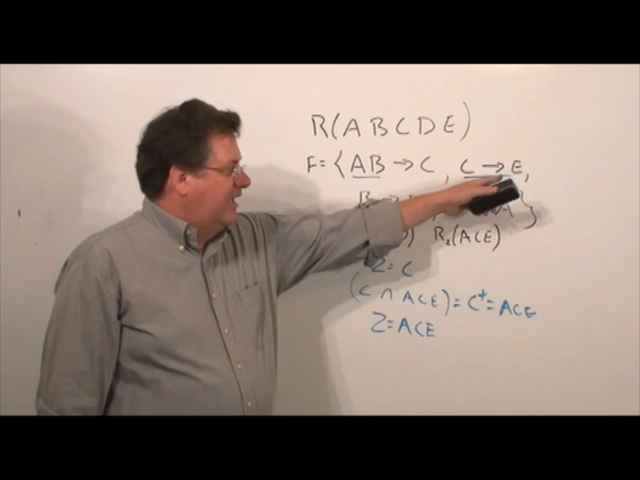 R(ABCDE)
F={AB→C, C→E,
B → A}
) R₂(ACE)
Z=C
(C ∩ ACE)=C⁺=ACE
Z=ACE